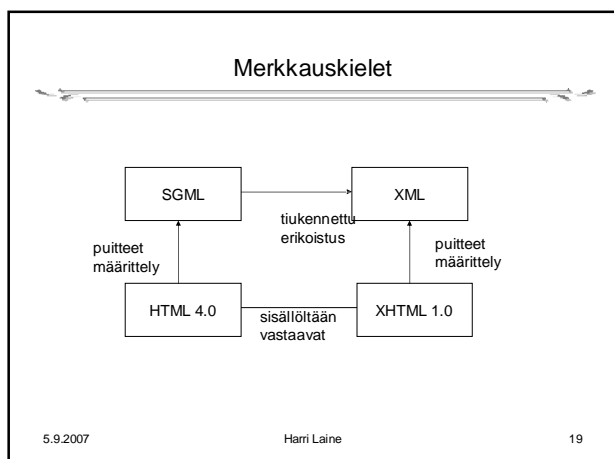 Merkkauskielet
SGML
XML
tiukennettu
erikoistus
puitteet
määrittely
puitteet
määrittely
HTML 4.0
sisällöltään
vastaavat
XHTML 1.0
5.9.2007
Harri Laine
19